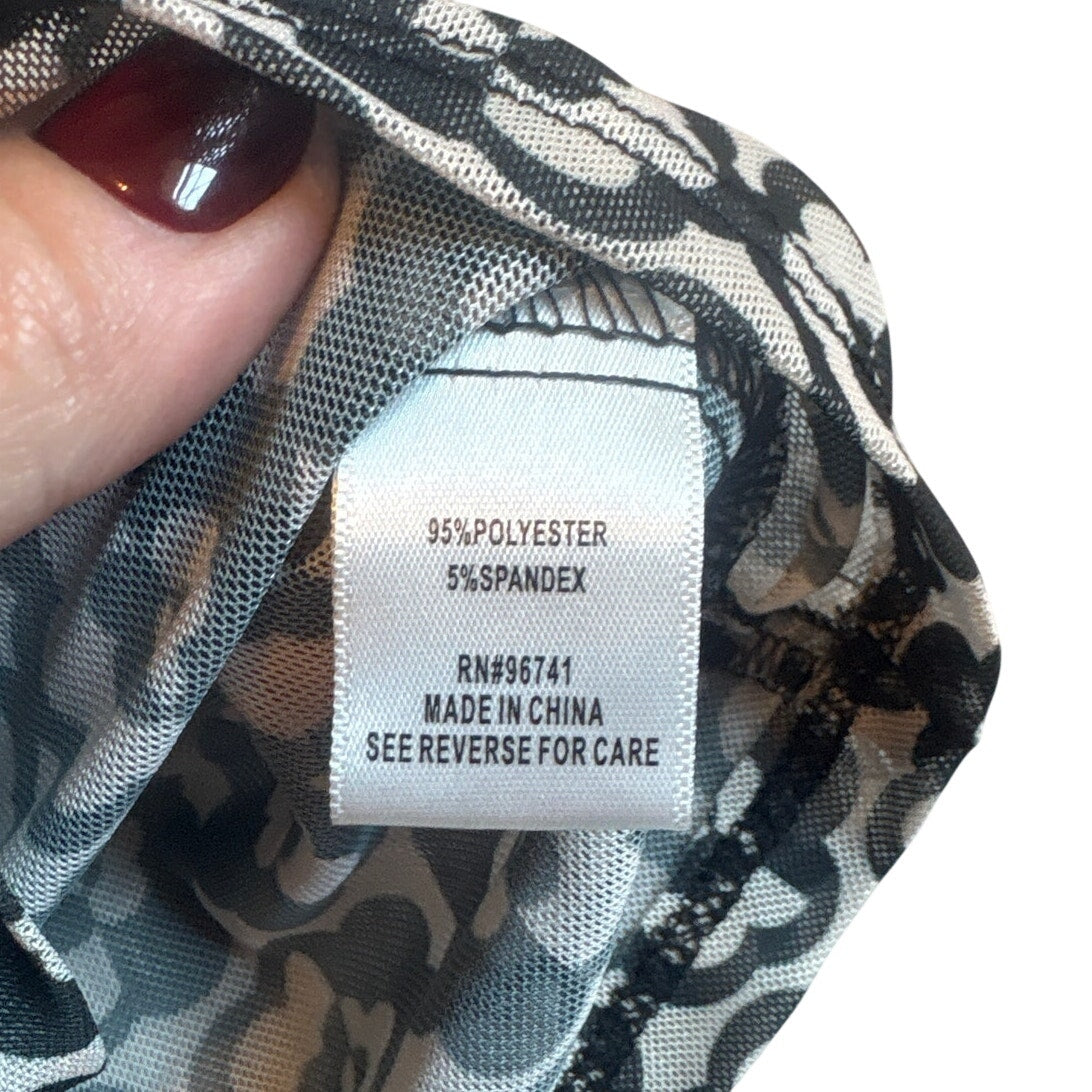 95%POLYESTER
5%SPANDEX
RN#96741
MADE IN CHINA
SEE REVERSE FOR CARE